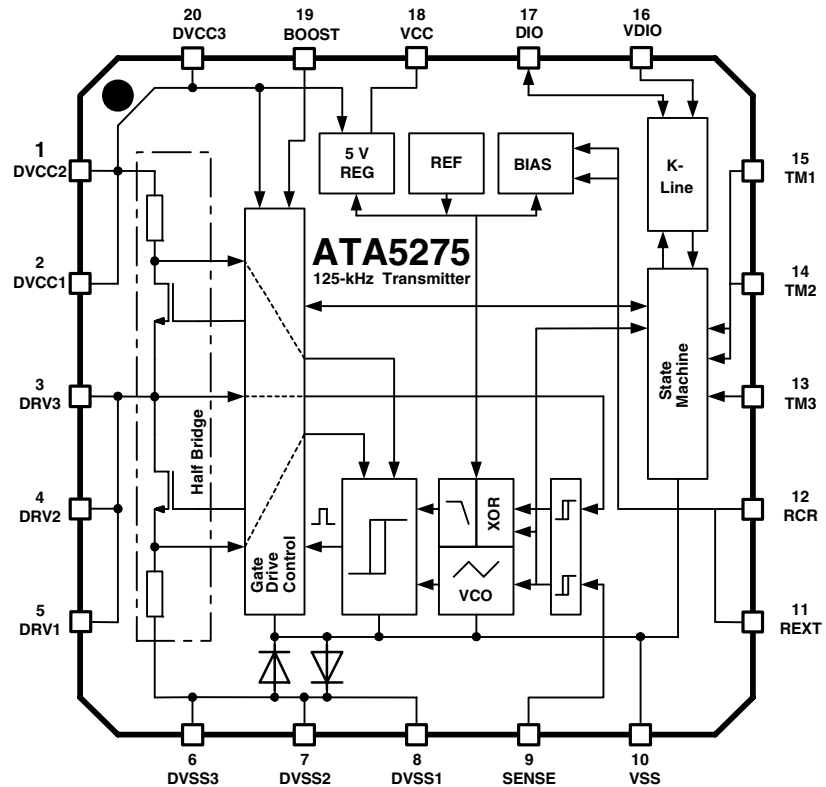 20
DVCC3
19
BOOST
18
VCC
17
DIO
16
VDIO
1
DVCC2
2
DVCC1
3
DRV3
4
DRV2
5
DRV1
5 V
REG
REF
BIAS
K-
Line
ATA5275
125-kHz Transmitter
State
Machine
Half Bridge
Gate
Drive
Control
XOR
VCO
15
TM1
14
TM2
13
TM3
12
RCR
11
REXT
6
DVSS3
7
DVSS2
8
DVSS1
9
SENSE
10
VSS